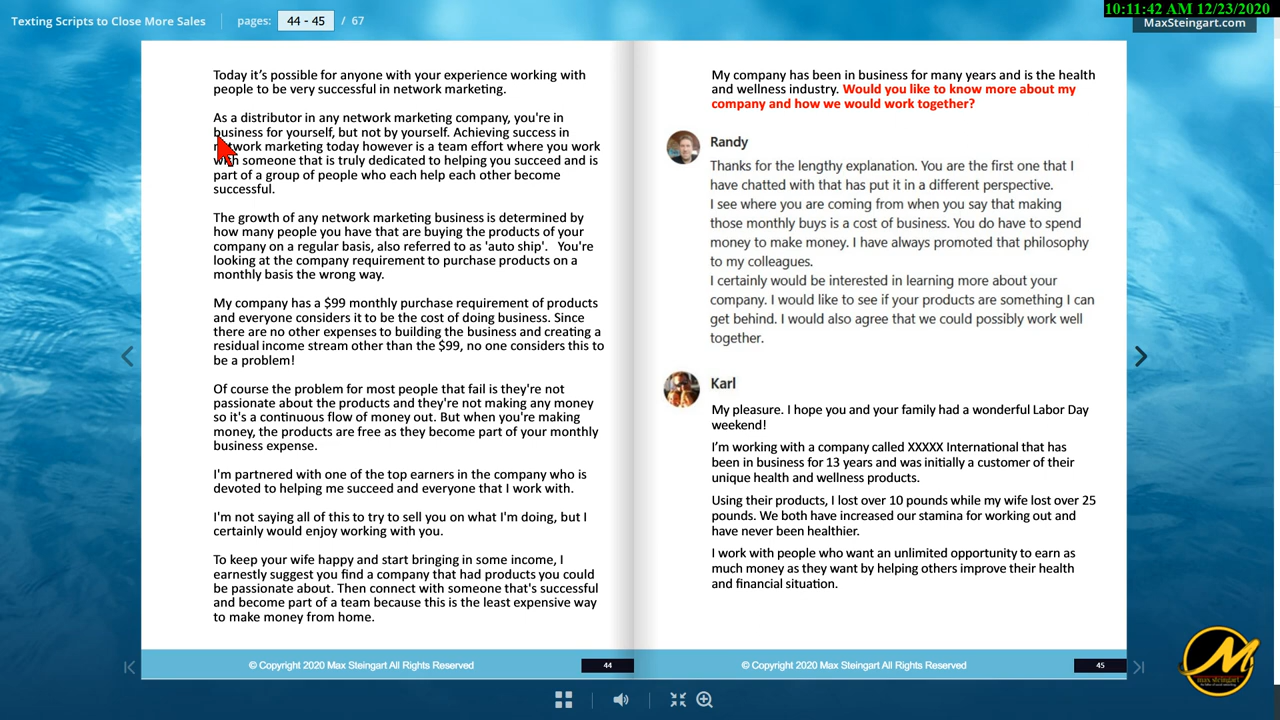 10:11:42 AM 12/23/2020
Texting Scripts to Close More Sales
pages:
44 - 45
/ 67
MaxSteingart.com
Today it's possible for anyone with your experience working with
people to be very successful in network marketing.
As a distributor in any network marketing company, you're in
business for yourself, but not by yourself. Achieving success in
network marketing today however is a team effort where you work
with someone that is truly dedicated to helping you succeed and is
part of a group of people who each help each other become
successful.
The growth of any network marketing business is determined by
how many people you have that are buying the products of your
company on a regular basis, also referred to as 'auto ship'.   You're
looking at the company requirement to purchase products on a
monthly basis the wrong way.
My company has a $99 monthly purchase requirement of products
and everyone considers it to be the cost of doing business. Since
there are no other expenses to building the business and creating a
residual income stream other than the $99, no one considers this to
be a problem!
Of course the problem for most people that fail is they're not
passionate about the products and they're not making any money
so it's a continuous flow of money out. But when you're making
money, the products are free as they become part of your monthly
business expense.
I'm partnered with one of the top earners in the company who is
devoted to helping me succeed and everyone that I work with.
I'm not saying all of this to try to sell you on what I'm doing, but I
certainly would enjoy working with you.
To keep your wife happy and start bringing in some income, I
earnestly suggest you find a company that had products you could
be passionate about. Then connect with someone that's successful
and become part of a team because this is the least expensive way
to make money from home.
© Copyright 2020 Max Steingart All Rights Reserved
44
My company has been in business for many years and is the health
and wellness industry. Would you like to know more about my
company and how we would work together?
Randy
Thanks for the lengthy explanation. You are the first one that I
have chatted with that has put it in a different perspective.
I see where you are coming from when you say that making
those monthly buys is a cost of business. You do have to spend
money to make money. I have always promoted that philosophy
to my colleagues.
I certainly would be interested in learning more about your
company. I would like to see if your products are something I can
get behind. I would also agree that we could possibly work well
together.
Karl
My pleasure. I hope you and your family had a wonderful Labor Day
weekend!
I'm working with a company called XXXXX International that has
been in business for 13 years and was initially a customer of their
unique health and wellness products.
Using their products, I lost over 10 pounds while my wife lost over 25
pounds. We both have increased our stamina for working out and
have never been healthier.
I work with people who want an unlimited opportunity to earn as
much money as they want by helping others improve their health
and financial situation.
© Copyright 2020 Max Steingart All Rights Reserved
45
max steingart